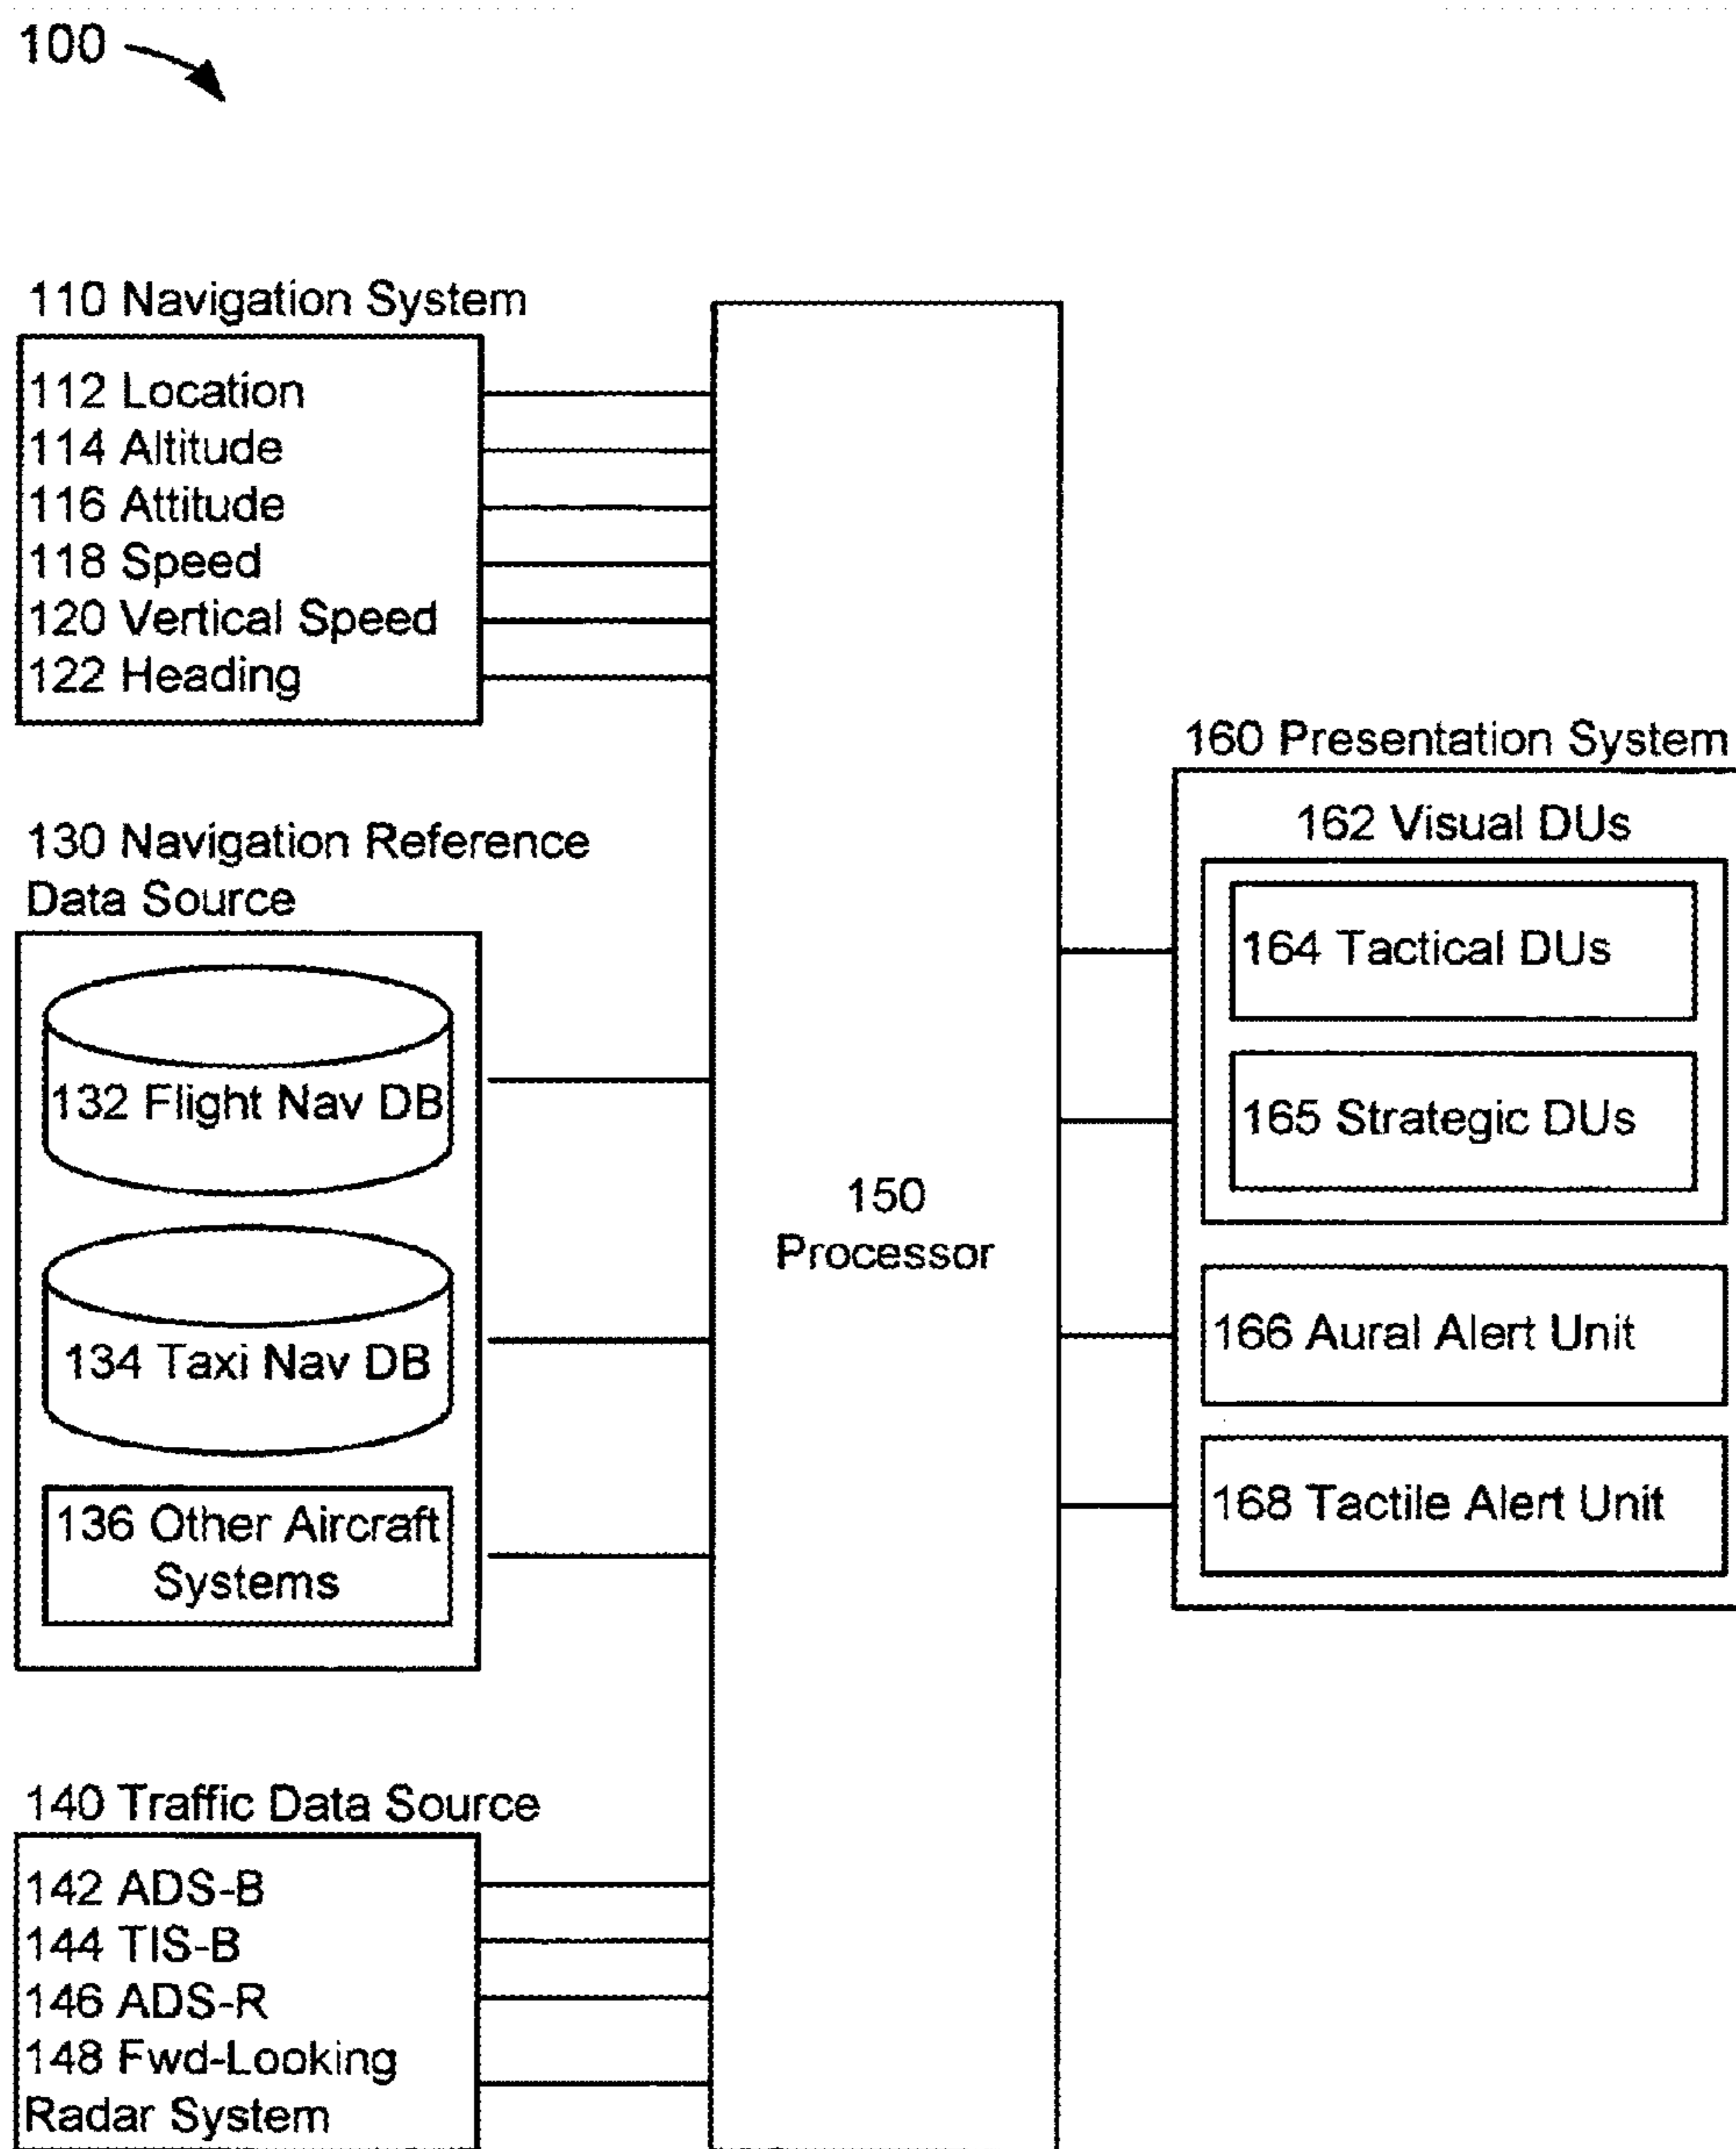 100
110 Navigation System
112 Location
114 Altitude
116 Attitude
118 Speed
120 Vertical Speed
122 Heading
130 Navigation Reference
Data Source
132 Flight Nav DB
134 Taxi Nav DB
136 Other Aircraft
Systems
140 Traffic Data Source
142 ADS-B
144 TIS-B
146 ADS-R
148 Fwd-Looking
Radar System
150
Processor
160 Presentation System
162 Visual DUs
164 Tactical DUs
165 Strategic DUs
166 Aural Alert Unit
168 Tactile Alert Unit